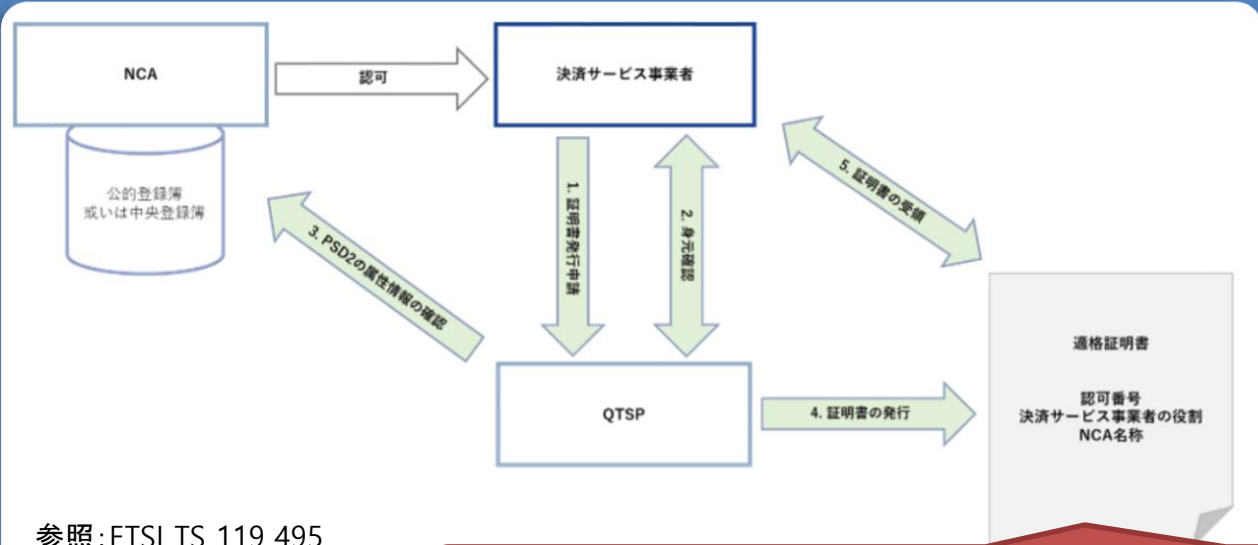 NCA
認可
決済サービス事業者
公的登録簿
或いは中央登録簿
1. 証明書発行申請
2. 身元確認
3. PSD2の属性情報の確認
5. 証明書の受領
QTSP
4. 証明書の発行
適格証明書
認可番号
決済サービス事業者の役割
NCA名称
参照:ETSI TS 119 495